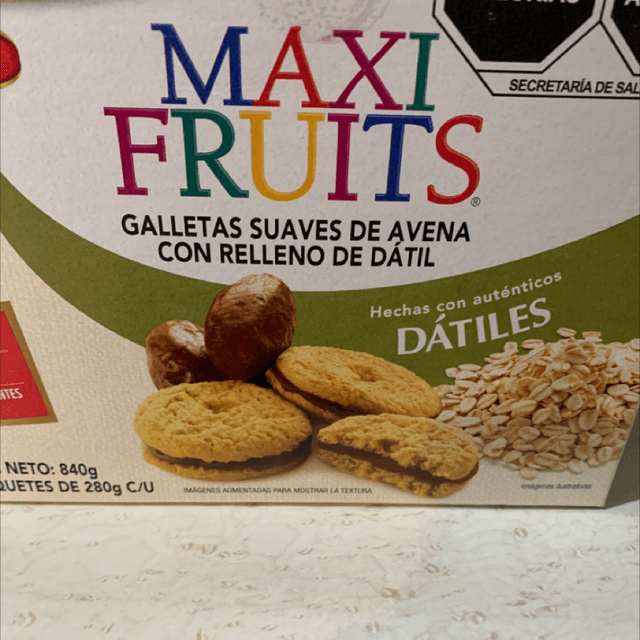 SECRETARÍA DE SAL
MAXI
FRUITS®
GALLETAS SUAVES DE AVENA
CON RELLENO DE DÁTIL
Hechas con auténticos
DÁTILES
NTES
NETO: 840g
QUETES DE 280g C/U
IMÁGENES AUMENTADAS PARA MOSTRAR LA TEXTURA
Imágenes ilustrativas